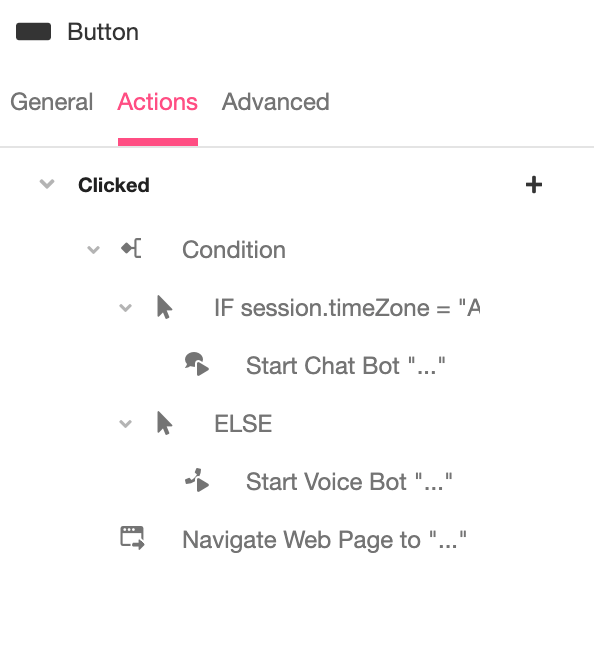 Button
General Actions Advanced
Clicked
Condition
IF session.timeZone = "A
Start Chat Bot "..."
ELSE
Start Voice Bot "..."
Navigate Web Page to "..."